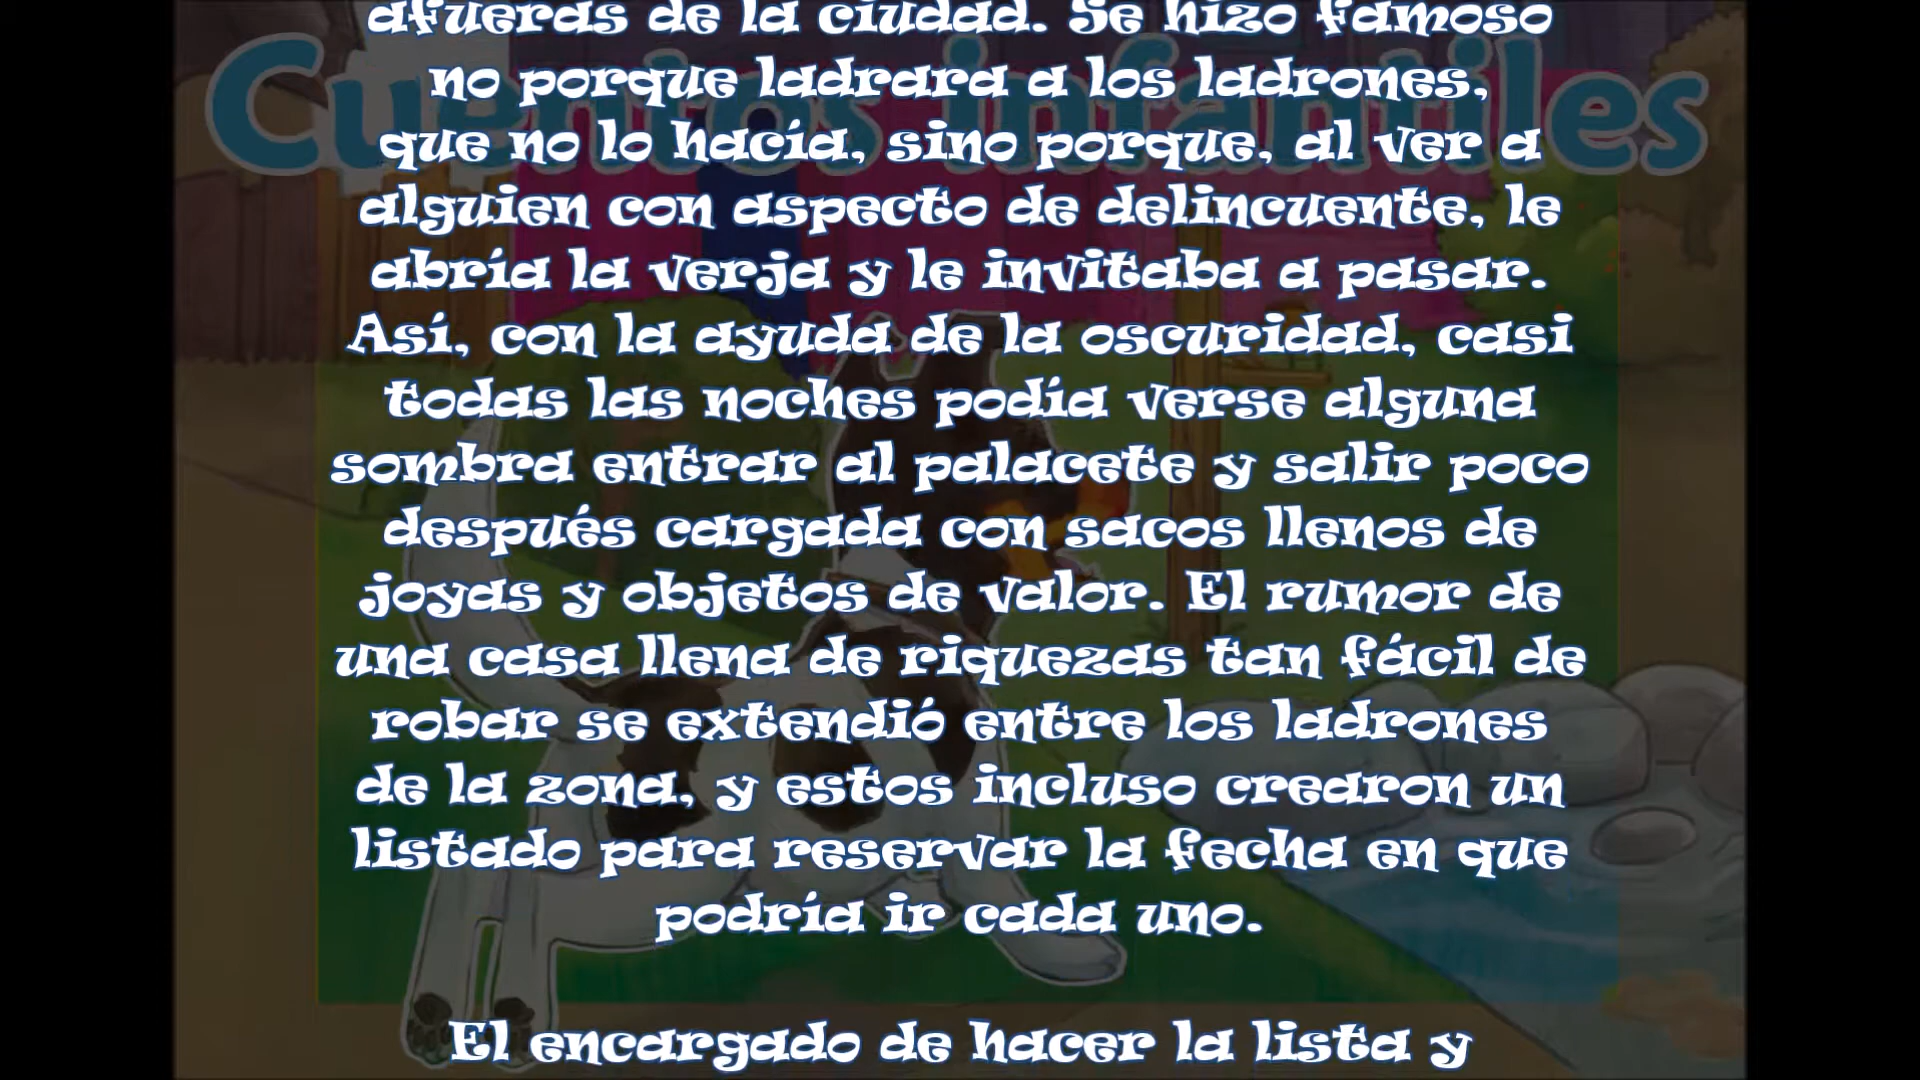 Cuentos infantiles
afueras de la ciudad. Se hizo famoso
no porque ladrara a los ladrones,
que no lo hacía, sino porque, al ver a
alguien con aspecto de delincuente, le
abría la verja y le invitaba a pasar.
Así, con la ayuda de la oscuridad, casi
todas las noches podía verse alguna
sombra entrar al palacete y salir poco
después cargada con sacos llenos de
joyas y objetos de valor. El rumor de
una casa llena de riquezas tan fácil de
robar se extendió entre los ladrones
de la zona, y estos incluso crearon un
listado para reservar la fecha en que
podría ir cada uno.
El encargado de hacer la lista y